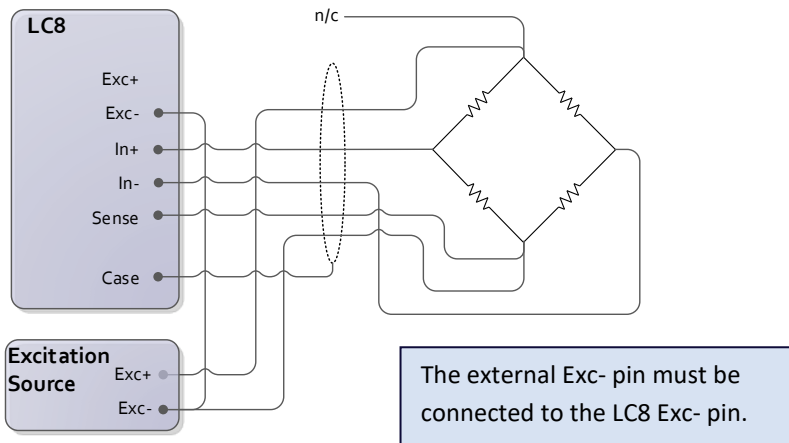 n/c
LC8
Exc+
Exc-
In+
In-
Sense
Case
Excitation
Source
Exc+
Exc-
The external Exc- pin must be
connected to the LC8 Exc- pin.